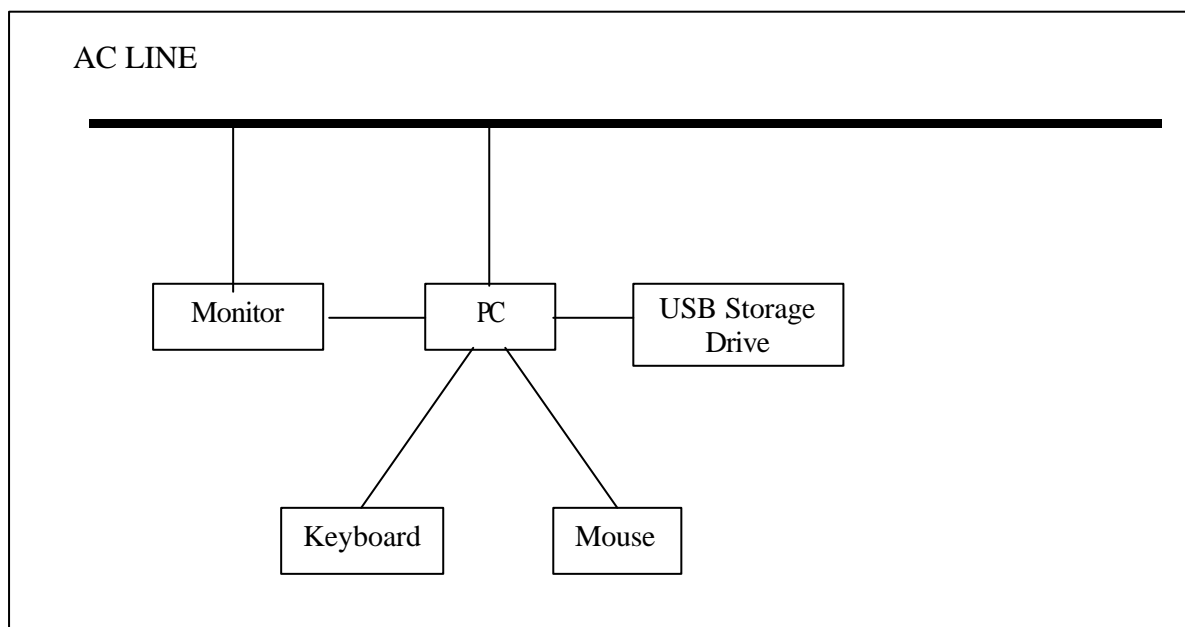 AC LINE
Monitor
PC
USB Storage
Drive
Keyboard
Mouse